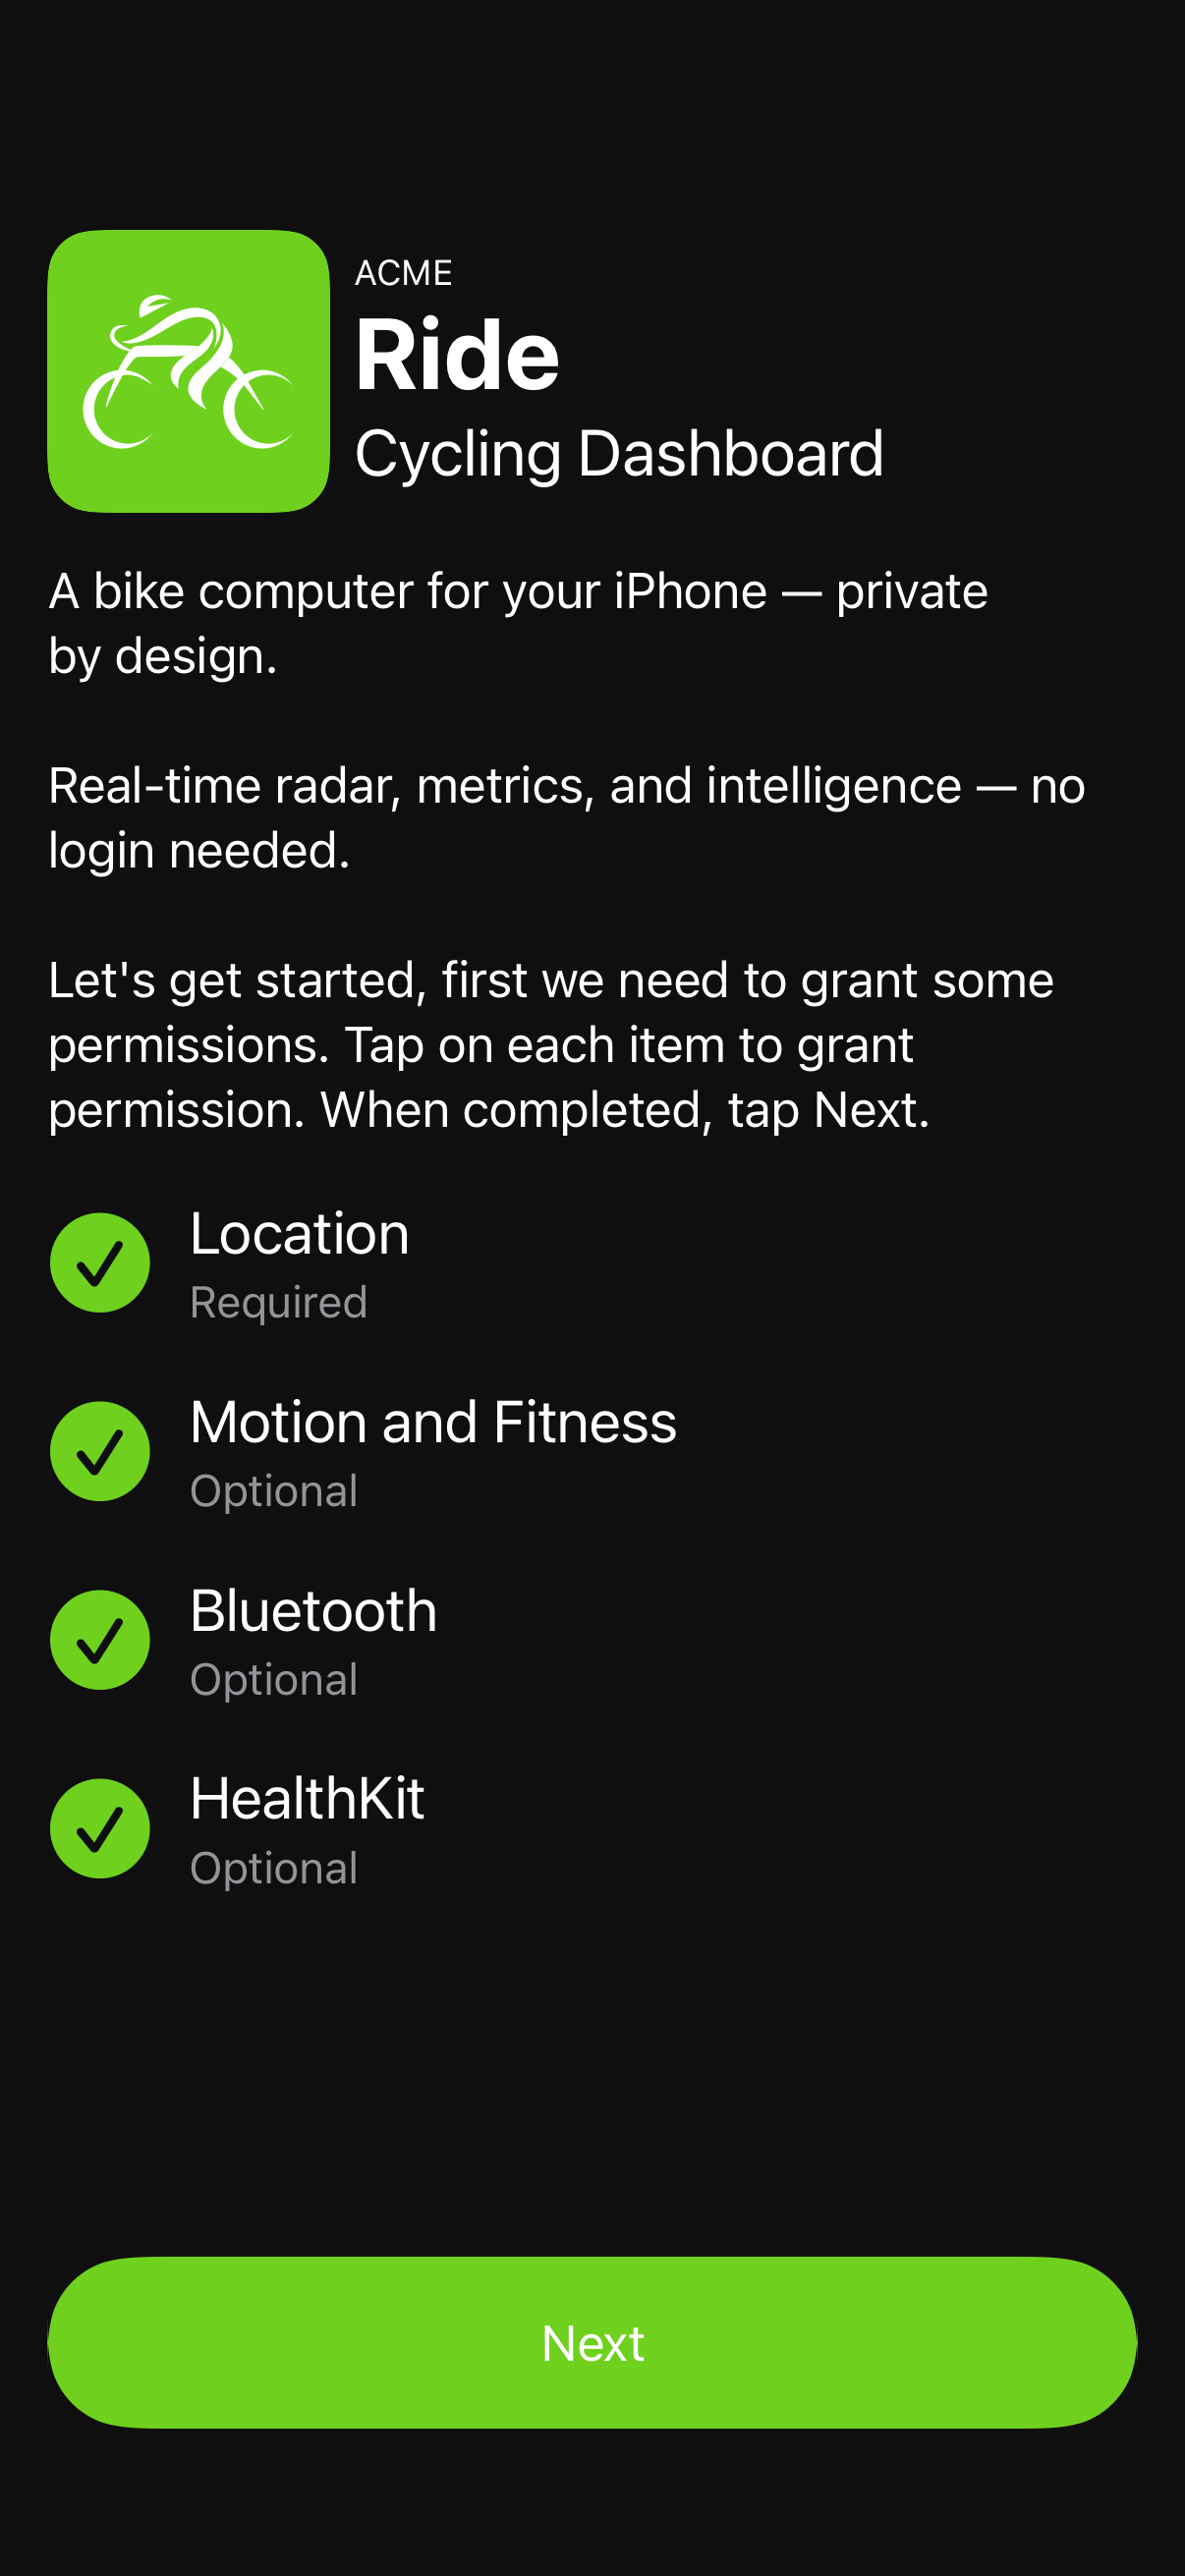 ACME
Ride
Cycling Dashboard
A bike computer for your iPhone — private
by design.
Real-time radar, metrics, and intelligence — no
login needed.
Let's get started, first we need to grant some
permissions. Tap on each item to grant
permission. When completed, tap Next.
Location
Required
Motion and Fitness
Optional
Bluetooth
Optional
HealthKit
Optional
Next